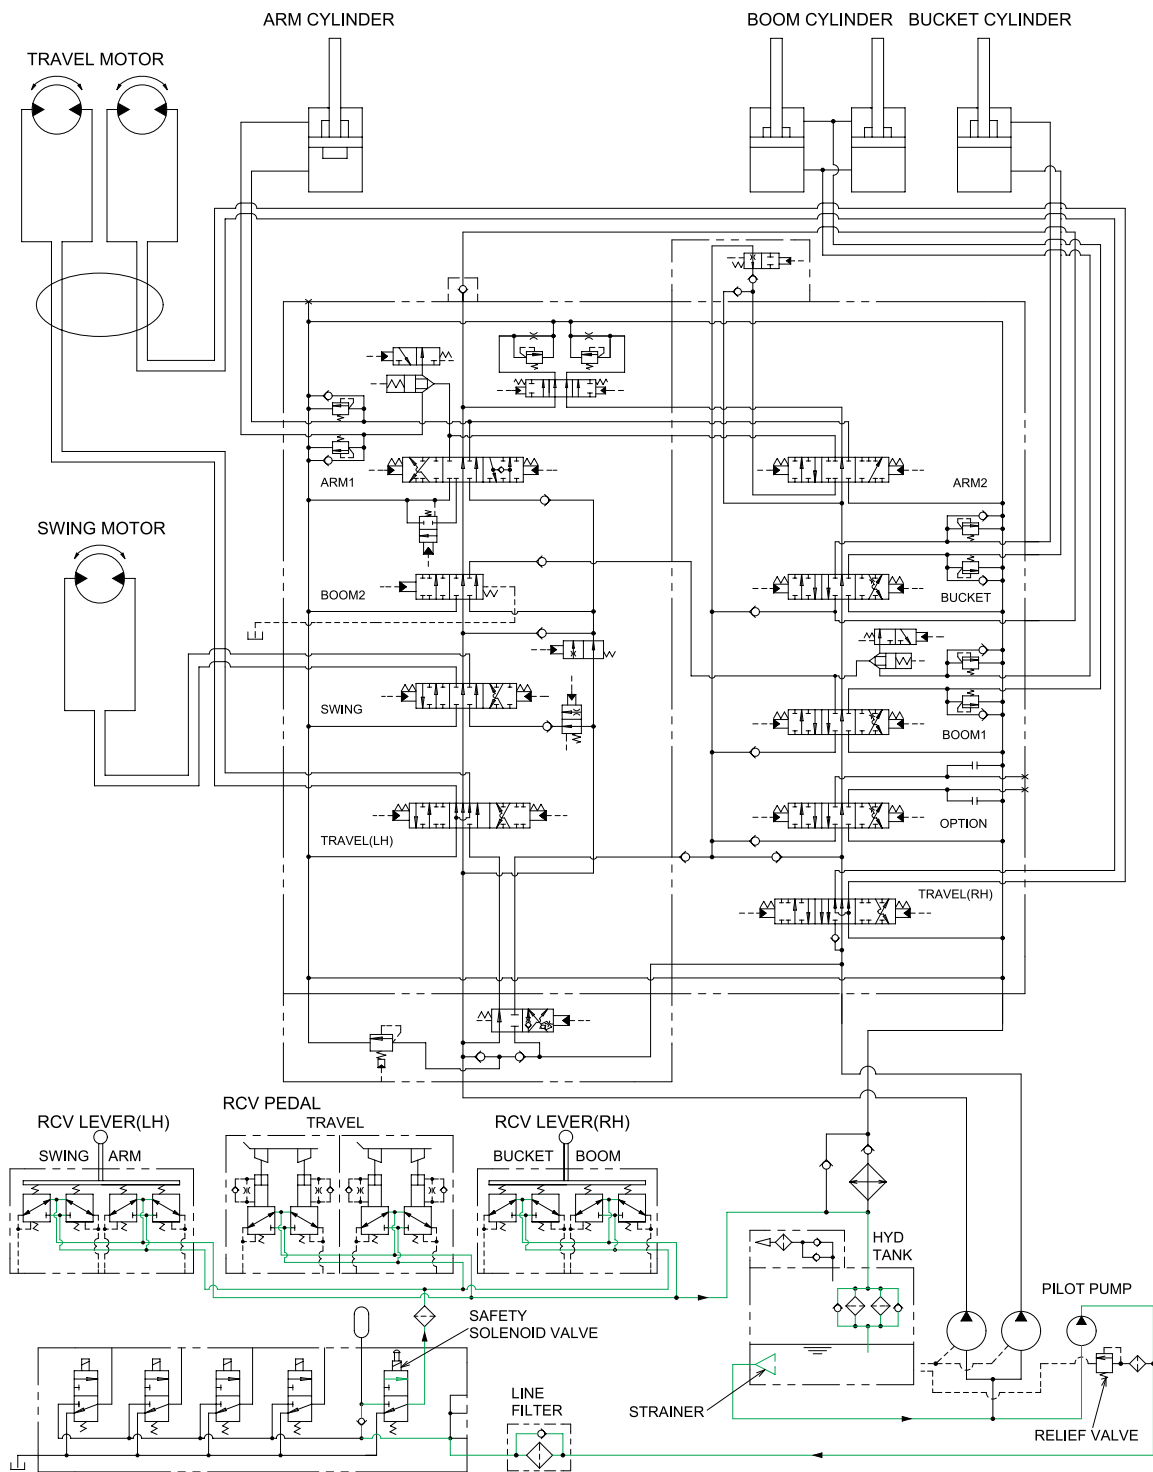 ARM CYLINDER
BOOM CYLINDER
BUCKET CYLINDER
TRAVEL MOTOR
ARM1
ARM2
SWING MOTOR
BOOM2
BUCKET
SWING
BOOM1
TRAVEL(LH)
OPTION
TRAVEL(RH)
RCV LEVER(LH)
SWING
ARM
RCV PEDAL
TRAVEL
RCV LEVER(RH)
BUCKET
BOOM
HYD
TANK
PILOT PUMP
SAFETY
SOLENOID VALVE
LINE
FILTER
STRAINER
RELIEF VALVE